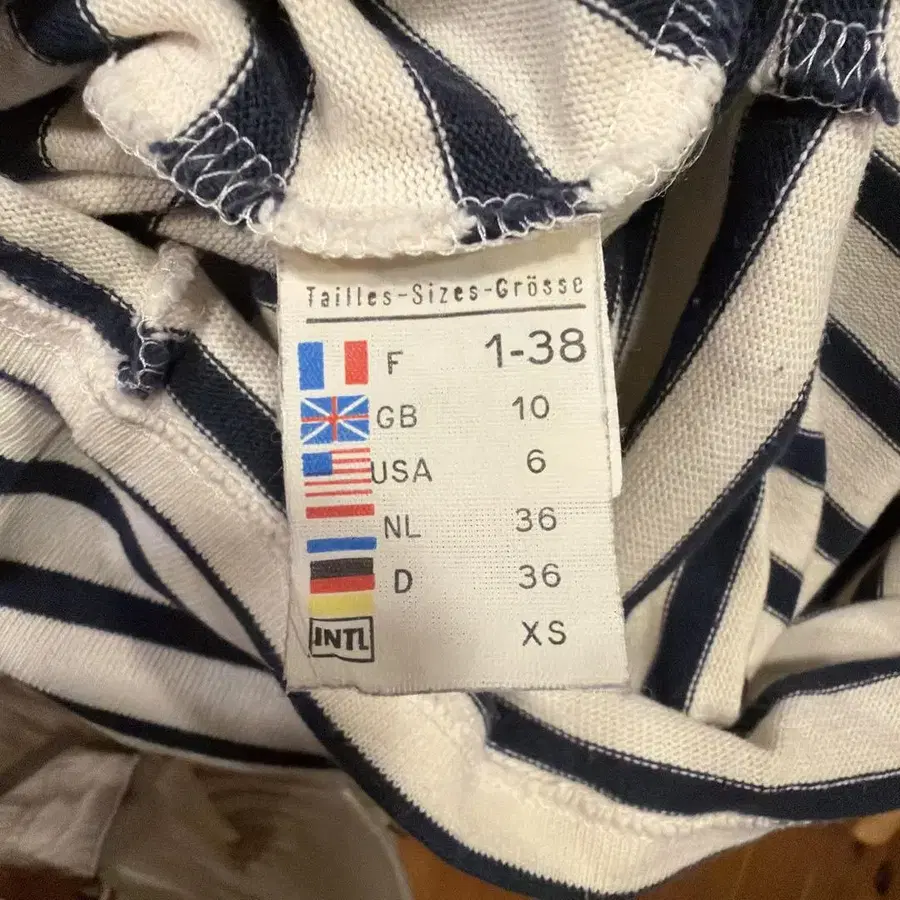 Tailles-Sizes-Grösse
F 1-38
GB 10
USA 6
NL 36
D 36
INTL XS